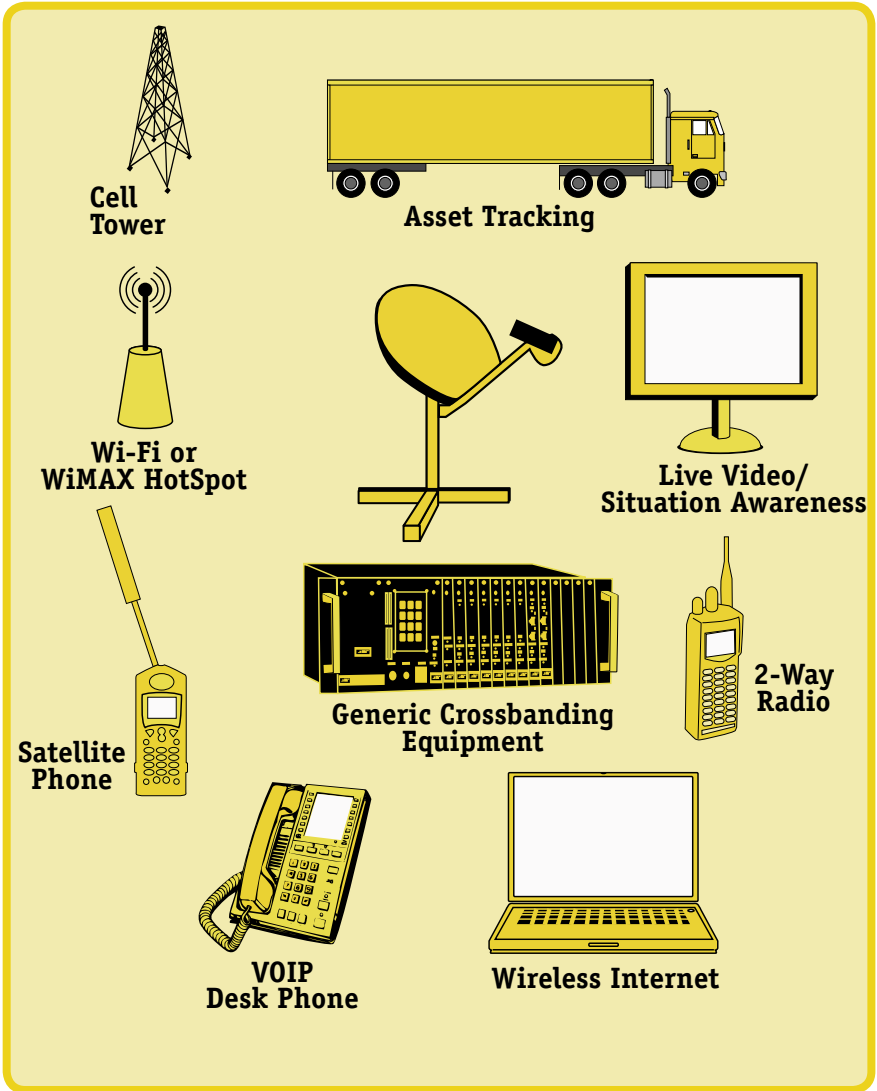 Cell
Tower
Asset Tracking
Wi-Fi or
WiMAX HotSpot
Live Video/
Situation Awareness
Generic Crossbanding
Equipment
2-Way
Radio
Satellite
Phone
VOIP
Desk Phone
Wireless Internet